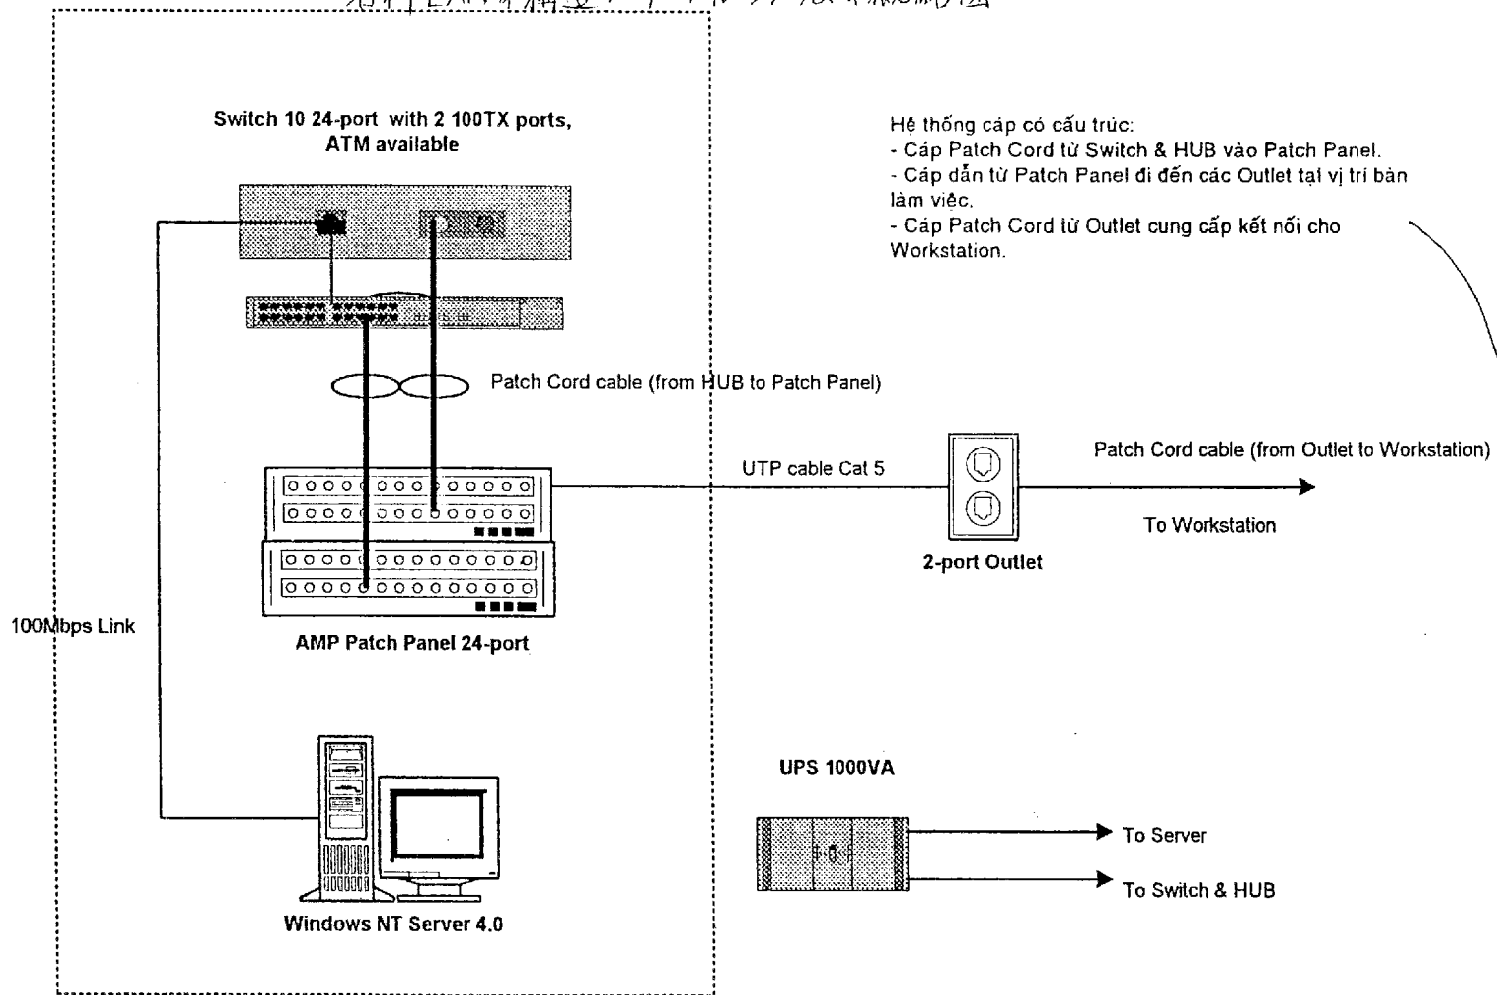 Switch 10 24-port with 2 100TX ports,
ATM available
Hệ thống cáp có cấu trúc:
- Cáp Patch Cord từ Switch & HUB vào Patch Panel.
- Cáp dẫn từ Patch Panel đi đến các Outlet tại vị trí bàn
làm việc.
- Cáp Patch Cord từ Outlet cung cấp kết nối cho
Workstation.
Patch Cord cable (from HUB to Patch Panel)
UTP cable Cat 5
Patch Cord cable (from Outlet to Workstation)
To Workstation
2-port Outlet
100Mbps Link
AMP Patch Panel 24-port
UPS 1000VA
To Server
To Switch & HUB
Windows NT Server 4.0